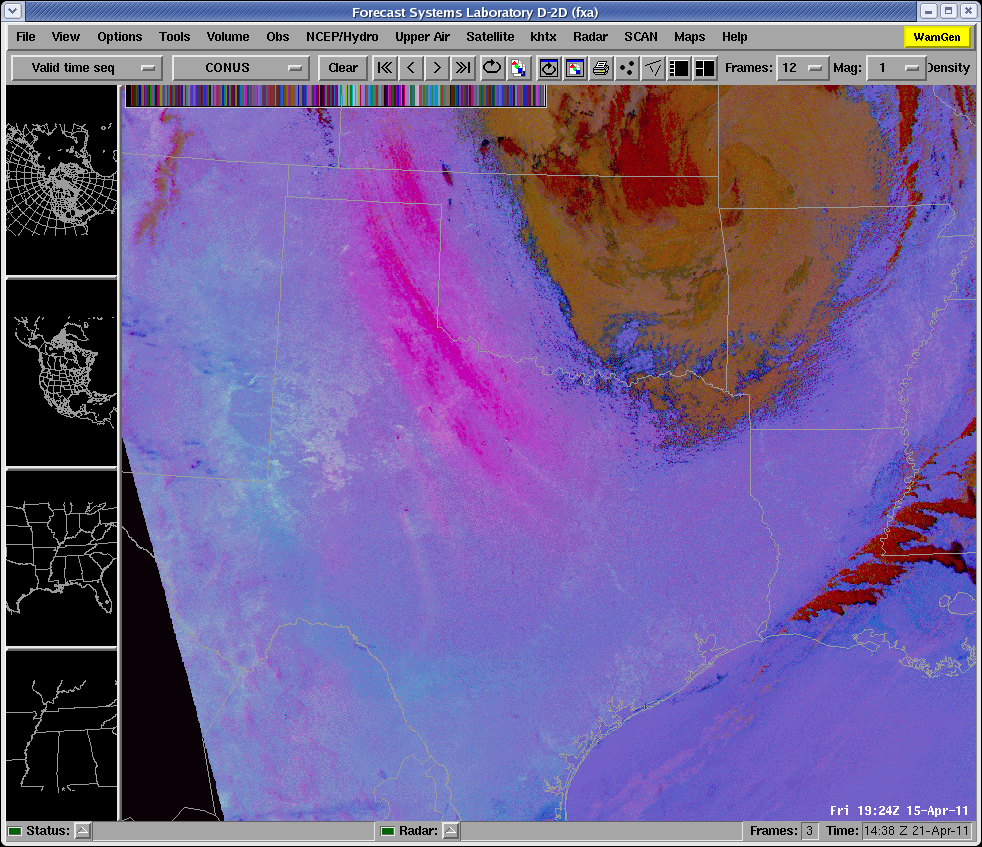 Forecast Systems Laboratory D-2D (fxa)
File View Options Tools Volume Obs NCEP/Hydro Upper Air Satellite khtx Radar SCAN Maps Help WarnGen
Valid time seq CONUS Clear Frames: 12 Mag: 1 Density
Fri 19:24Z 15-Apr-11
Status: Radar: Frames: 3 Time: 14:38 Z 21-Apr-11